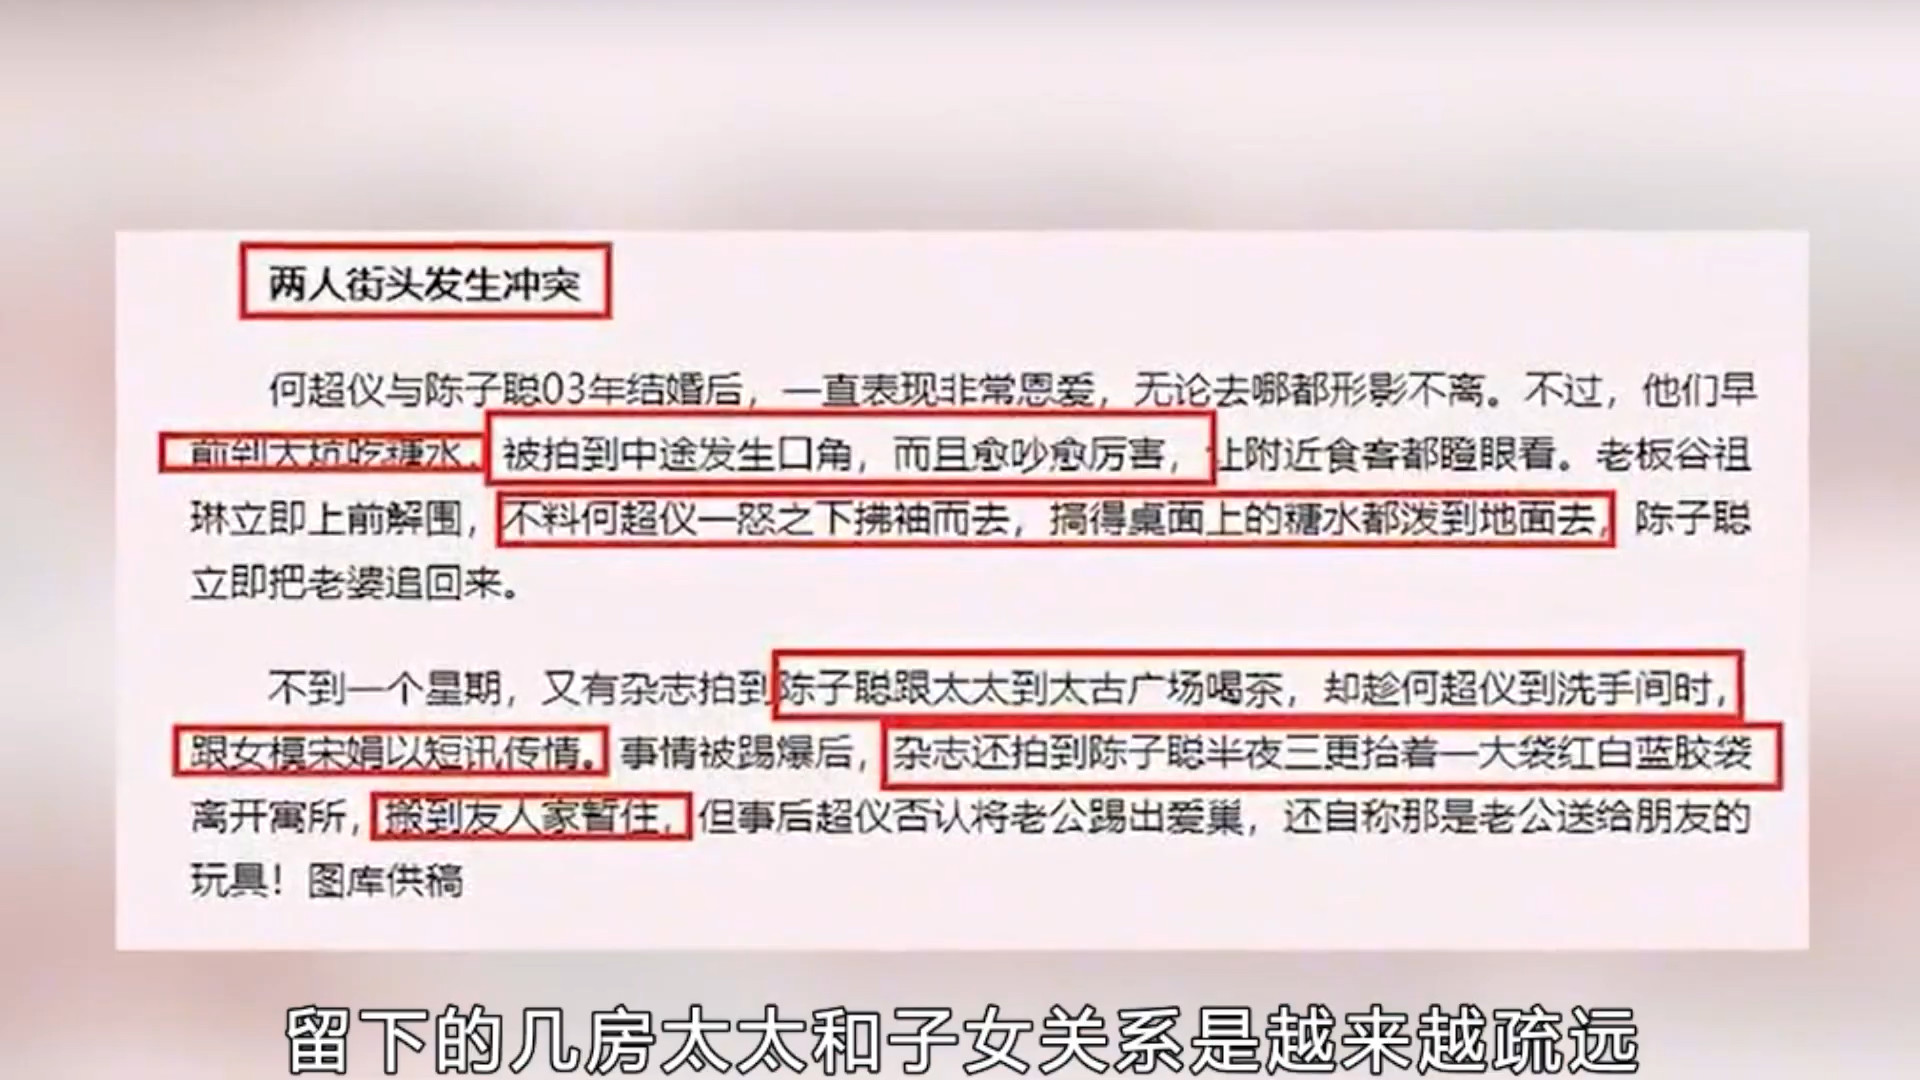 两人街头发生冲突
何超仪与陈子聪03年结婚后，一直表现非常恩爱，无论去哪都形影不离。不过，他们早
前到大坑吃糖水，被拍到中途发生口角，而且愈吵愈厉害，让附近食客都瞪眼看。老板谷祖
琳立即上前解围，不料何超仪一怒之下拂袖而去，搞得桌面上的糖水都泼到地面去，陈子聪
立即把老婆追回来。
不到一个星期，又有杂志拍到陈子聪跟太太到太古广场喝茶，却趁何超仪到洗手间时，
跟女模宋娟以短讯传情。事情被踢爆后，杂志还拍到陈子聪半夜三更抬着一大袋红白蓝胶袋
离开寓所，搬到友人家暂住，但事后超仪否认将老公踢出爱巢，还自称那是老公送给朋友的
玩具！图库供稿
留下的几房太太和子女关系是越来越疏远